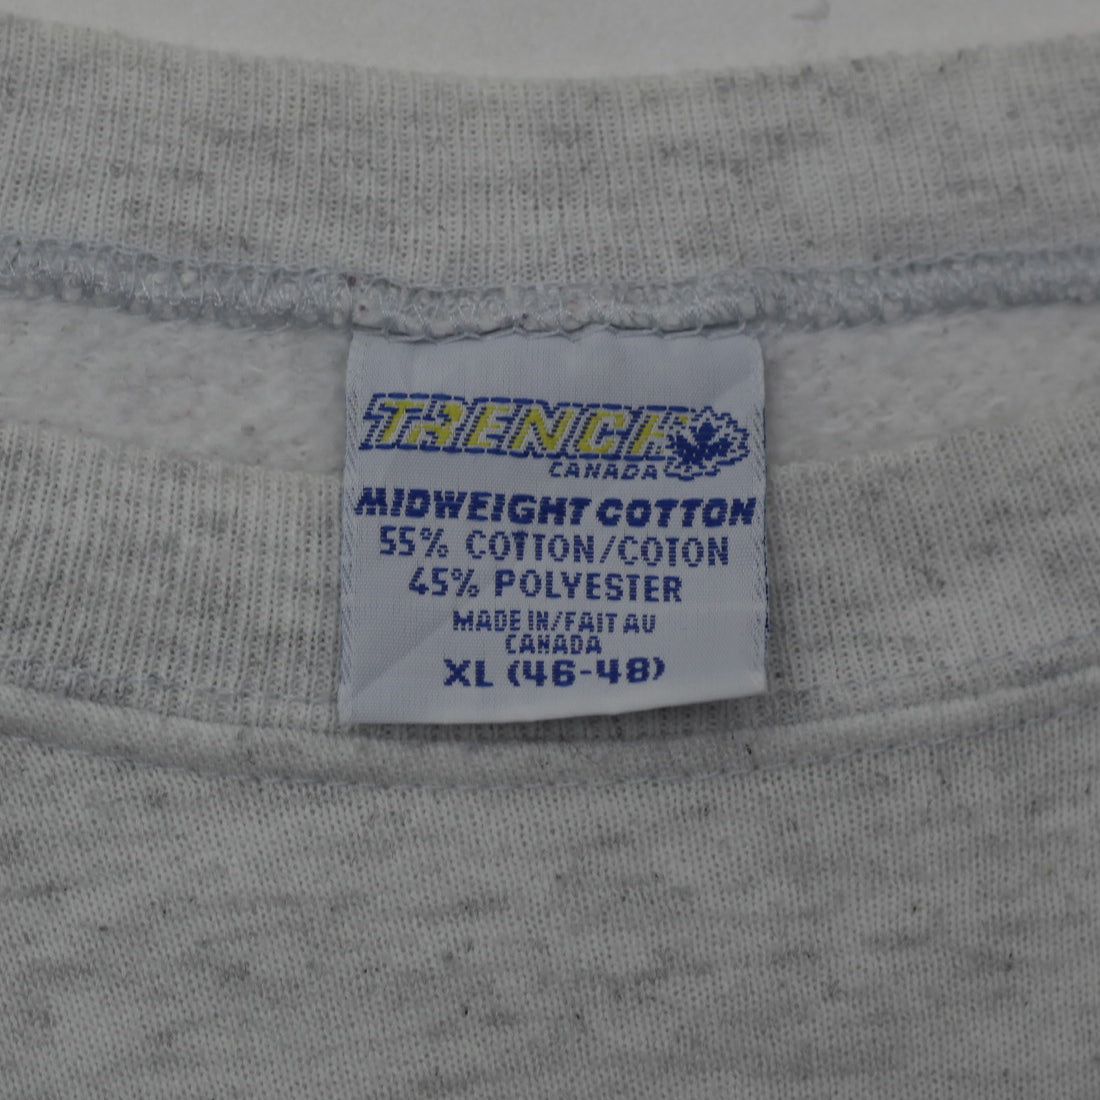 TRENCH
CANADA
MIDWEIGHT COTTON
55% COTTON/COTON
45% POLYESTER
MADE IN/FAIT AU
CANADA
XL (46-48)